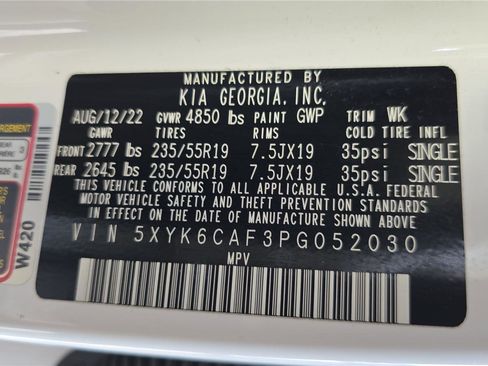 MANUFACTURED BY
KIA GEORGIA, INC.
AUG/12/22 GVWR 4850 lbs PAINT GWP TRIM WK
GAWR TIRES RIMS COLD TIRE INFL
FRONT 2777 lbs 235/55R19 7.5JX19 35psi SINGLE
REAR 2645 lbs 235/55R19 7.5JX19 35psi SINGLE
THIS VEHICLE CONFORMS TO ALL APPLICABLE U.S. FEDERAL
MOTOR VEHICLE SAFETY AND THEFT PREVENTION STANDARDS
IN EFFECT ON THE DATE OF MANUFACTURE SHOWN ABOVE.
VIN 5XYK6CAF3PG052030
MPV
W420